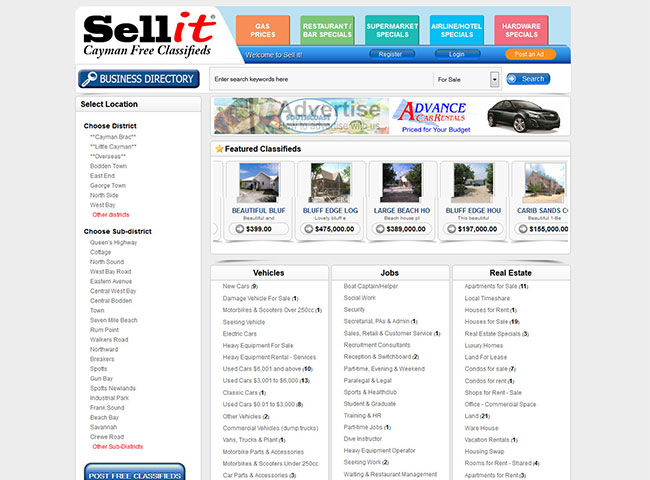 Sellit
Cayman Free Classifieds
GAS PRICES
RESTAURANT / BAR SPECIALS
SUPERMARKET SPECIALS
AIRLINE/HOTEL SPECIALS
HARDWARE SPECIALS
Welcome to Sell It!
Register
Login
Post an Ad
BUSINESS DIRECTORY
Enter search keywords here
For Sale
Search
Select Location
Choose District
**Cayman Brac**
**Little Cayman**
**Overseas**
Bodden Town
East End
George Town
North Side
West Bay
Other districts
Choose Sub-district
Queen's Highway
Cottage
North Sound
West Bay Road
Eastern Avenue
Central West Bay
Central Bodden
Town
Seven Mile Beach
Rum Point
Walkers Road
Northward
Breakers
Spotts
Gun Bay
Spotts Newlands
Industrial Park
Frank Sound
Beach Bay
Savannah
Crewe Road
Other Sub-Districts
POST FREE CLASSIFIEDS
Advertise
SOUTHCOAST
how to advertise with us
ADVANCE
CAR RENTALS
Priced for Your Budget
Featured Classifieds
BEAUTIFUL BLUF
Beautiful and
$399.00
BLUFF EDGE LOG
Lovely bluff e
$475,000.00
LARGE BEACH HO
Beach house pl
$389,000.00
BLUFF EDGE HOU
This beautiful
$197,000.00
CARIB SANDS C
Beautiful 1-Be
$155,000.00
Vehicles
New Cars (9)
Damage Vehicle For Sale (1)
Motorbikes & Scooters Over 250cc (1)
Seeking Vehicle
Electric Cars
Heavy Equipment For Sale
Heavy Equipment Rental - Services
Used Cars $6,001 and above (10)
Used Cars $3,001 to $6,000 (13)
Classic Cars (1)
Used Cars $0.01 to $3,000 (8)
Other Vehicles (2)
Commercial Vehicles (dump trucks)
Vans, Trucks & Plant (1)
Motorbike Parts & Accessories
Motorbikes & Scooters Under 250cc
Car Parts & Accessories (3)
Jobs
Boat Captain/Helper
Social Work
Security
Secretarial, PAs & Admin (1)
Sales, Retail & Customer Service (1)
Recruitment Consultants
Reception & Switchboard (2)
Part-time, Evening & Weekend
Paralegal & Legal
Sports & Healthclub
Student & Graduate
Training & HR
Part-time Jobs (1)
Dive Instructor
Heavy Equipment Operator
Seeking Work (2)
Waiting & Restaurant Management
Real Estate
Apartments for Sale (11)
Local Timeshare
Houses for Rent (1)
Houses for Sale (19)
Real Estate Specials (3)
Luxury Homes
Land For Lease
Condos for sale (7)
Condos for rent (1)
Shops for Rent - Sale
Office - Commercial Space
Land (21)
Ware House
Vacation Rentals (1)
Housing Swap
Rooms for Rent - Shared (4)
Apartments for Rent (3)